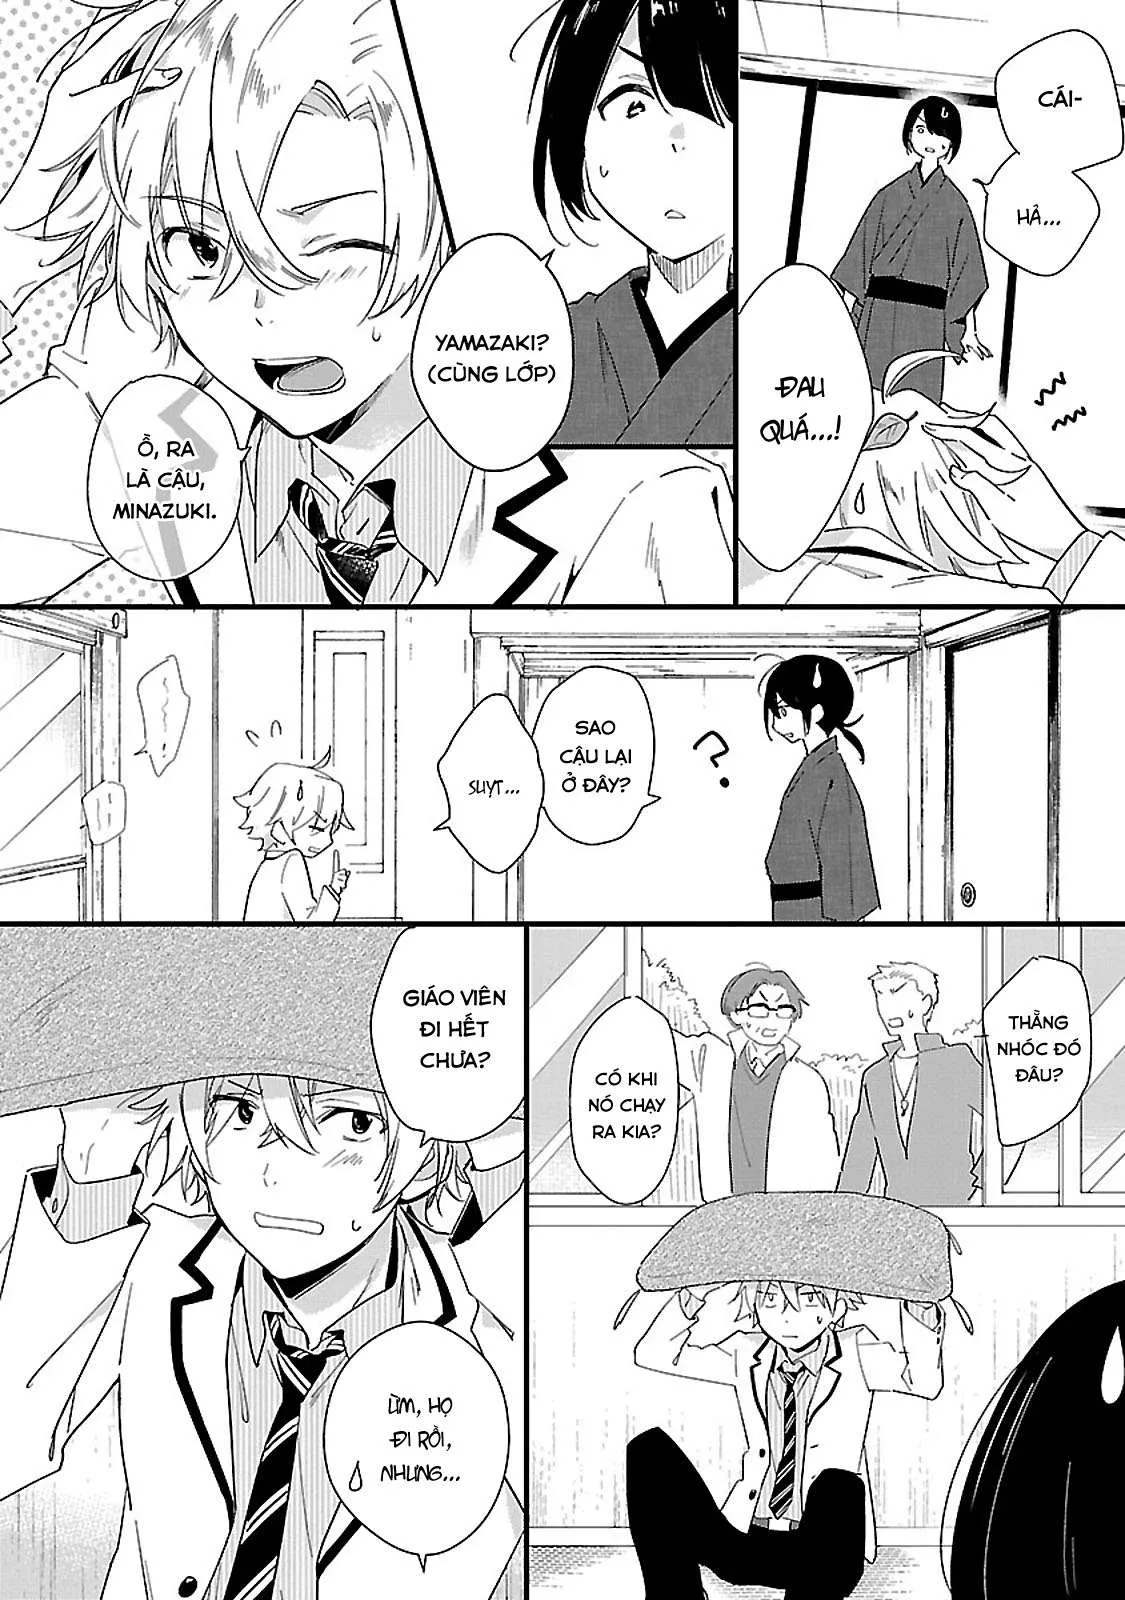 CÁI-
HẢ...
ĐAU
QUÁ...!
YAMAZAKI?
(CÙNG LỚP)
Ồ, RA
LÀ CẬU,
MINAZUKI.
?
SAO
CẬU LẠI
Ở ĐÂY?
SUỴT...
THẰNG
NHÓC ĐÓ
ĐÂU?
CÓ KHI
NÓ CHẠY
RA KIA?
GIÁO VIÊN
ĐI HẾT
CHƯA?
ỪM, HỌ
ĐI RỒI,
NHƯNG...